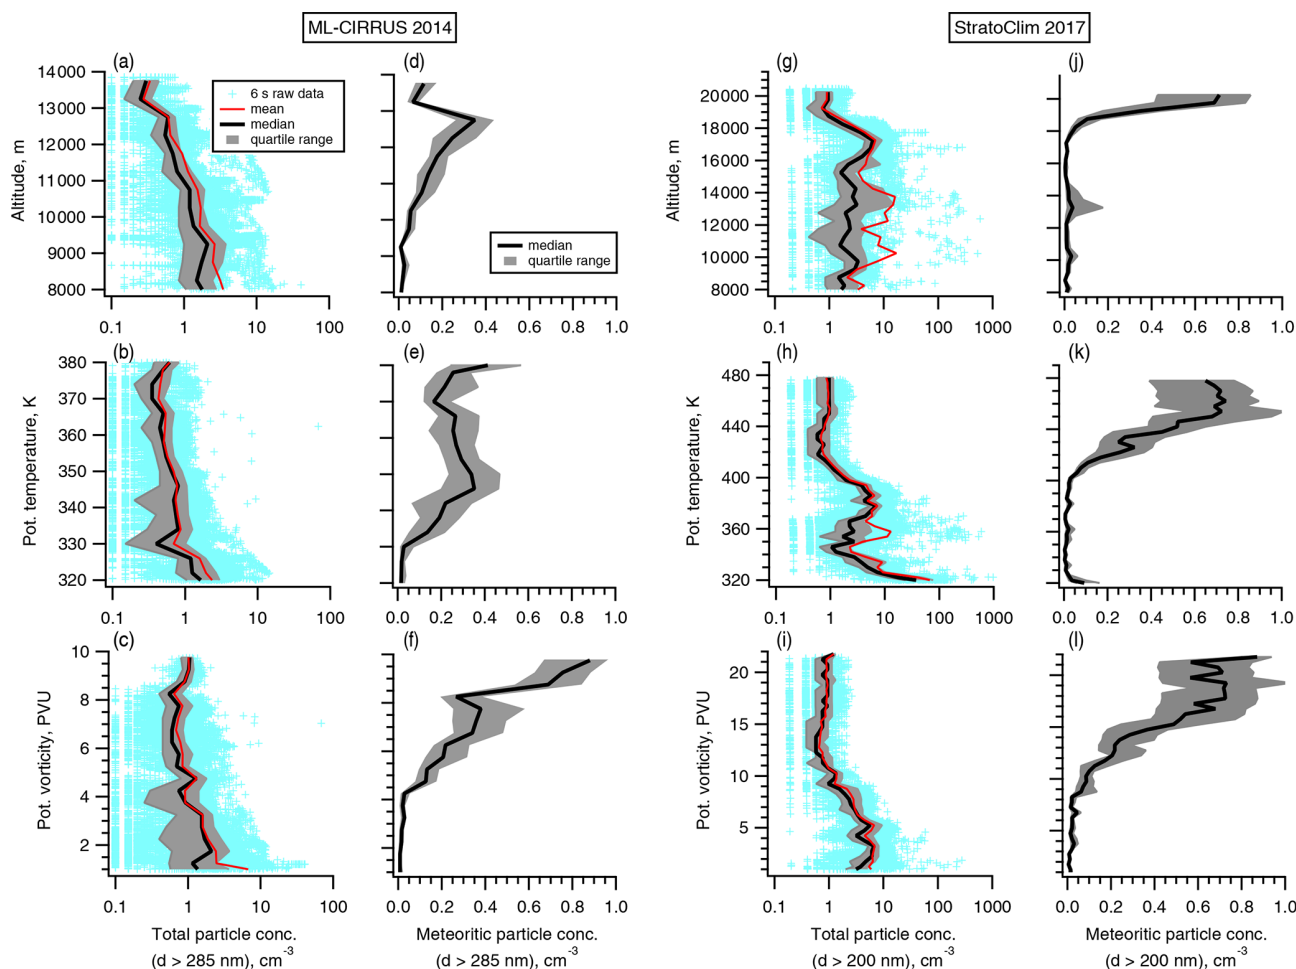 ML-CIRRUS 2014
StratoClim 2017
(a)
14000
13000
12000
11000
10000
9000
8000
Altitude, m
6 s raw data
mean
median
quartile range
0.1 1 10 100
(d)
median
quartile range
0.0 0.2 0.4 0.6 0.8 1.0
(g)
20000
18000
16000
14000
12000
10000
8000
Altitude, m
0.1 1 10 100 1000
(j)
0.0 0.2 0.4 0.6 0.8 1.0
(b)
380
370
360
350
340
330
320
Pot. temperature, K
0.1 1 10 100
(e)
0.0 0.2 0.4 0.6 0.8 1.0
(h)
480
440
400
360
320
Pot. temperature, K
0.1 1 10 100 1000
(k)
0.0 0.2 0.4 0.6 0.8 1.0
(c)
10
8
6
4
2
Pot. vorticity, PVU
0.1 1 10 100
Total particle conc.
(d > 285 nm), cm-3
(f)
0.0 0.2 0.4 0.6 0.8 1.0
Meteoritic particle conc.
(d > 285 nm), cm-3
(i)
20
15
10
5
Pot. vorticity, PVU
0.1 1 10 100 1000
Total particle conc.
(d > 200 nm), cm-3
(l)
0.0 0.2 0.4 0.6 0.8 1.0
Meteoritic particle conc.
(d > 200 nm), cm-3